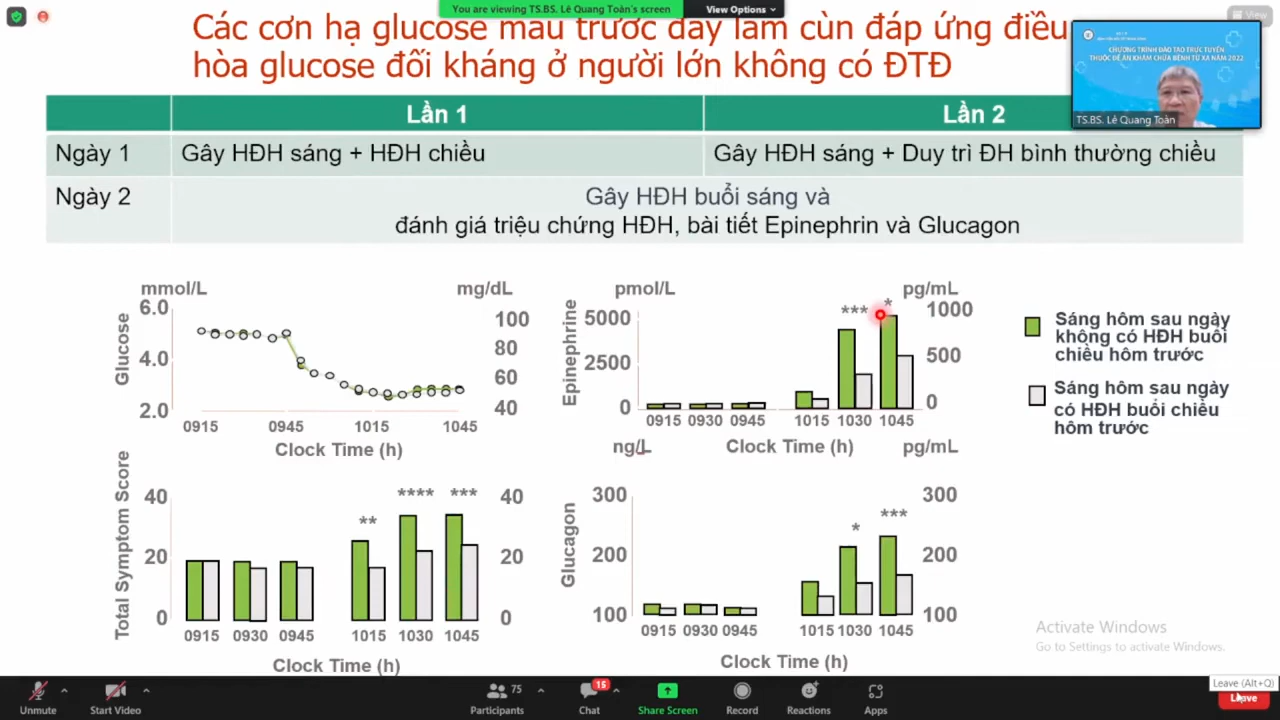 You are viewing TS.BS. Lê Quang Toàn's screen
View Options
View
Các cơn hạ glucose máu trước đây làm cùn đáp ứng điều
hòa glucose đối kháng ở người lớn không có ĐTĐ
CHƯƠNG TRÌNH ĐÀO TẠO TRỰC TUYẾN
THUỘC ĐỀ ÁN KHÁM CHỮA BỆNH TỪ XA NĂM 2022
TS.BS. Lê Quang Toàn
Lần 1
Lần 2
Ngày 1
Gây HĐH sáng + HĐH chiều
Gây HĐH sáng + Duy trì ĐH bình thường chiều
Ngày 2
Gây HĐH buổi sáng và
đánh giá triệu chứng HĐH, bài tiết Epinephrin và Glucagon
mmol/L
mg/dL
Glucose
6.0
4.0
2.0
100
80
60
40
0915
0945
1015
1045
Clock Time (h)
pmol/L
pg/mL
Epinephrine
5000
2500
0
1000
500
0
***
*
0915
0930
0945
1015
1030
1045
Clock Time (h)
Sáng hôm sau ngày
không có HĐH buổi
chiều hôm trước
Sáng hôm sau ngày
có HĐH buổi chiều
hôm trước
Total Symptom Score
40
20
0
40
20
0
**
****
***
0915
0930
0945
1015
1030
1045
Clock Time (h)
ng/L
pg/mL
Glucagon
300
200
100
300
200
100
*
***
0915
0930
0945
1015
1030
1045
Clock Time (h)
Activate Windows
Go to Settings to activate Windows.
Leave (Alt+Q)
Unmute
Start Video
75
Participants
15
Chat
Share Screen
Record
Reactions
Apps
Leave